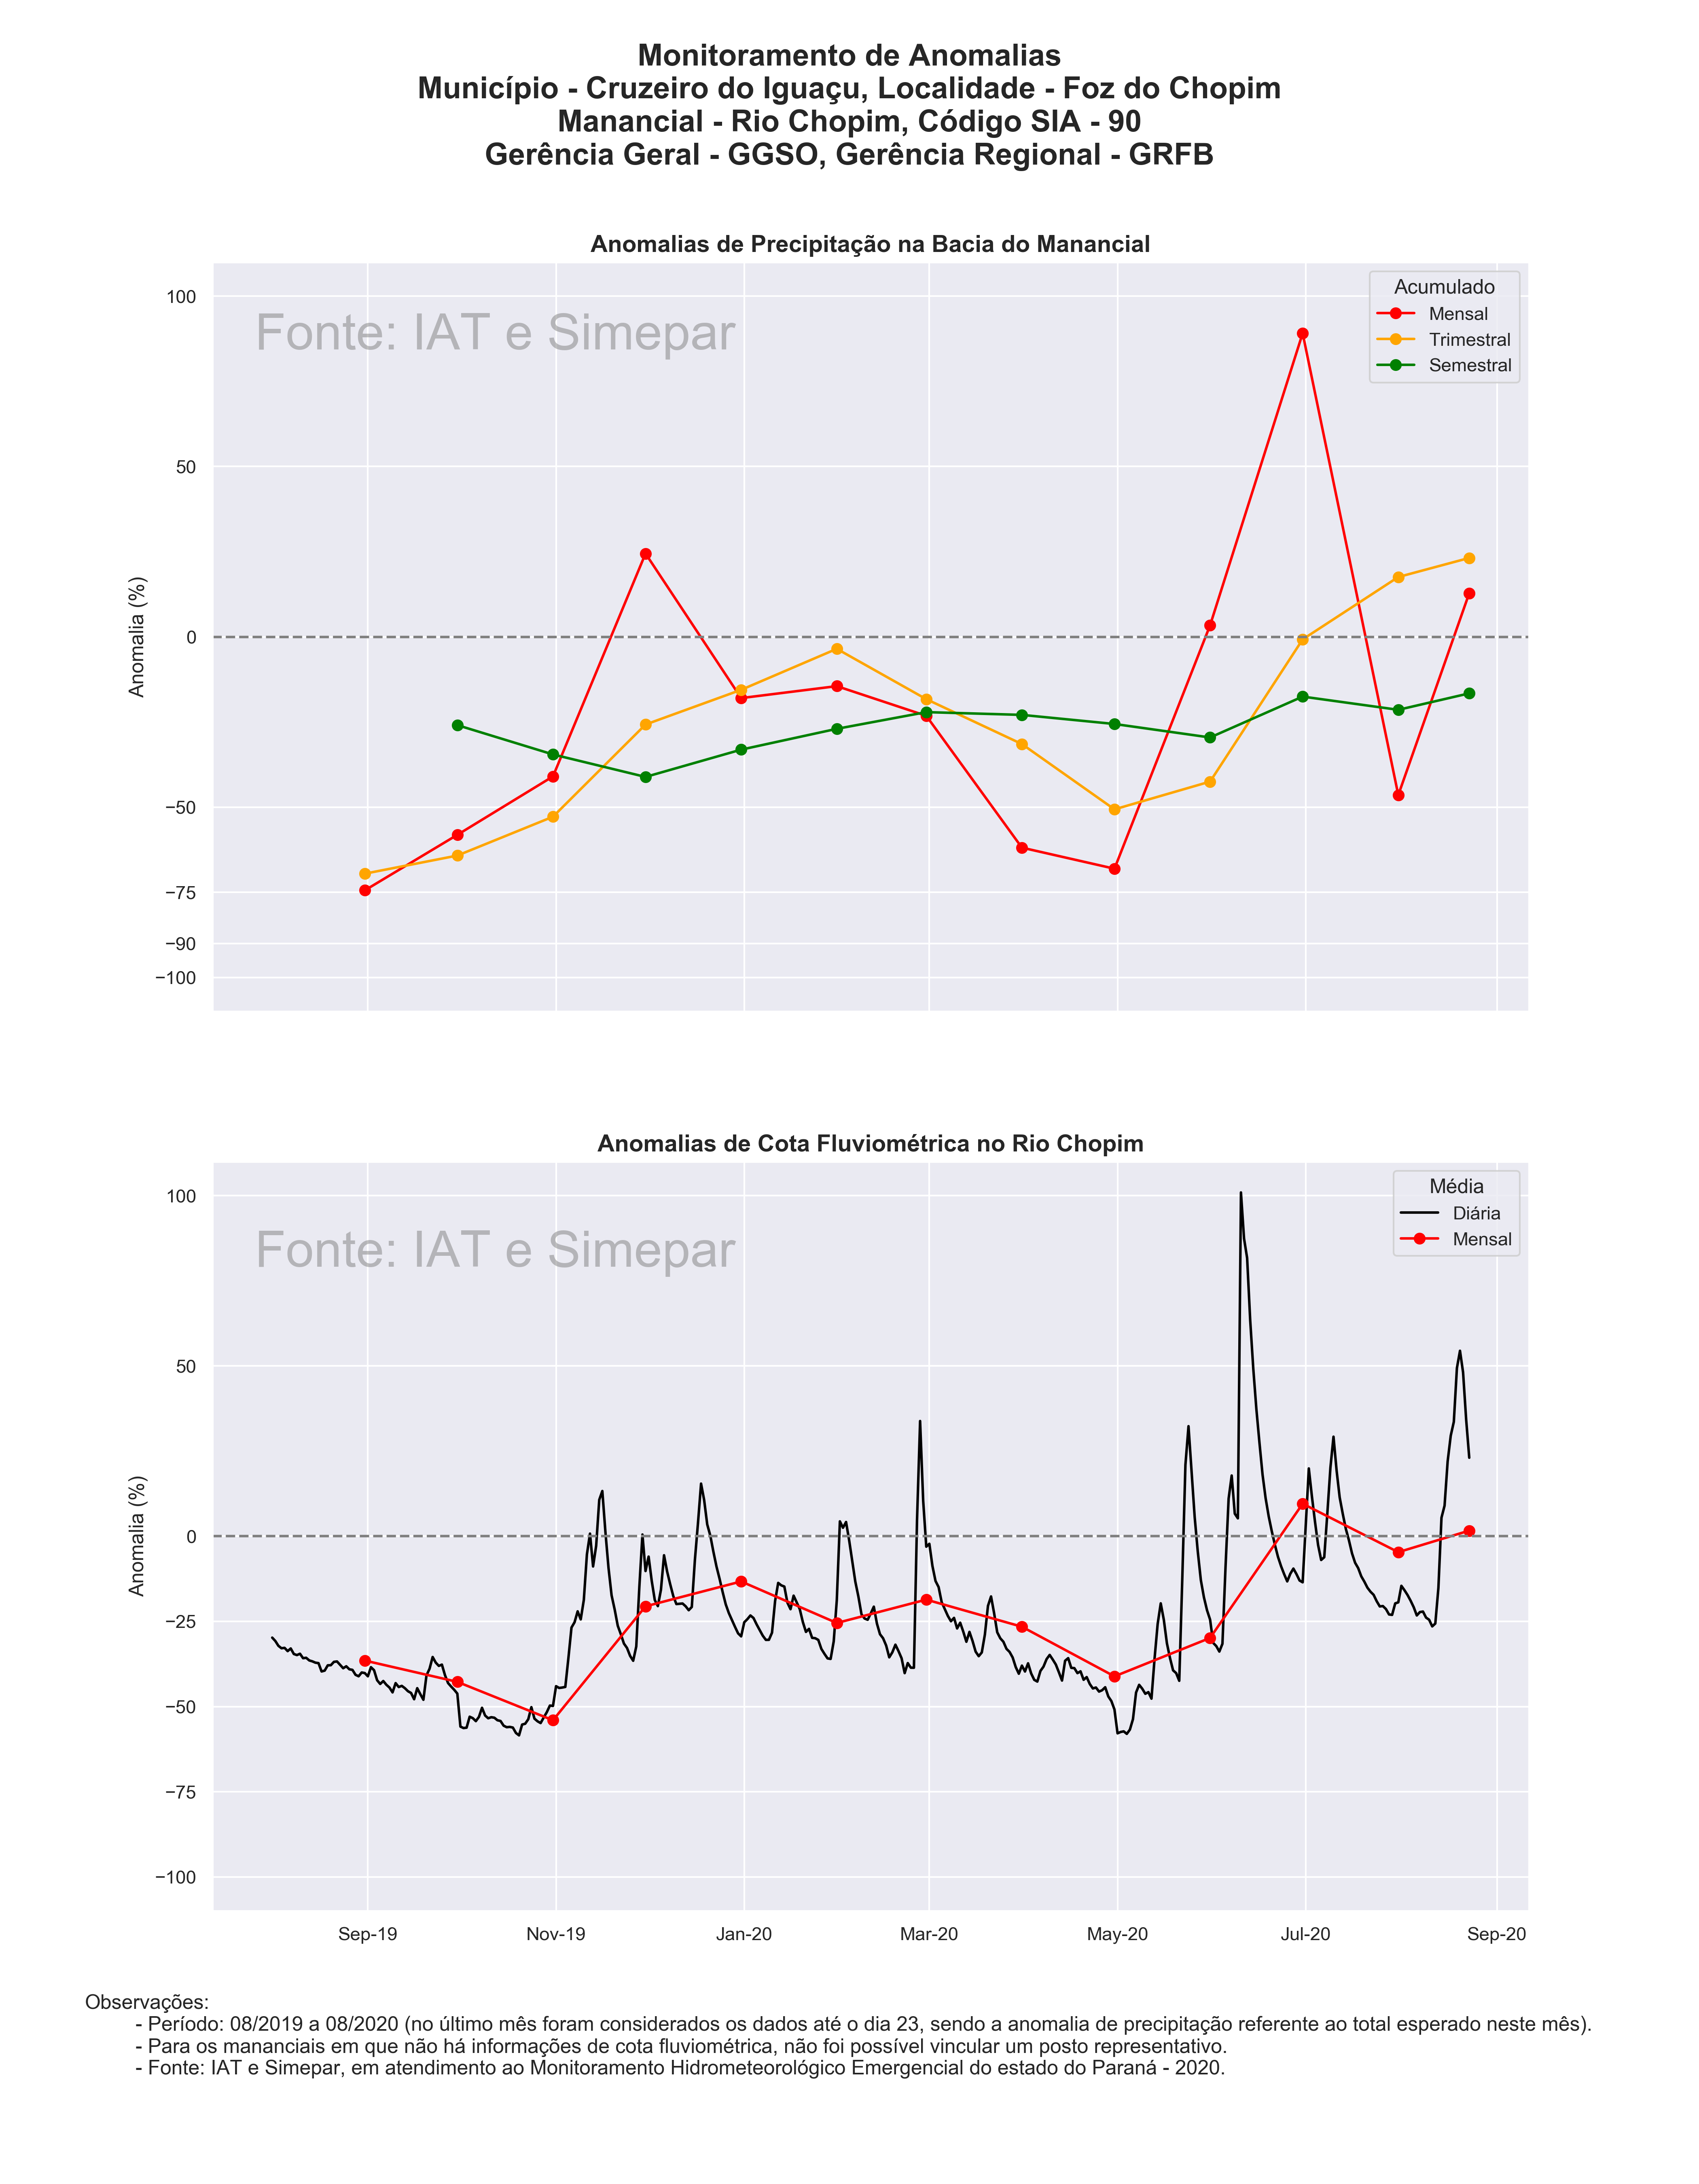 Monitoramento de Anomalias
Município - Cruzeiro do Iguaçu, Localidade - Foz do Chopim
Manancial - Rio Chopim, Código SIA - 90
Gerência Geral - GGSO, Gerência Regional - GRFB
Anomalias de Precipitação na Bacia do Manancial
Fonte: IAT e Simepar
Acumulado
Mensal
Trimestral
Semestral
Anomalia (%)
100
50
0
−50
−75
−90
−100
Anomalias de Cota Fluviométrica no Rio Chopim
Fonte: IAT e Simepar
Média
Diária
Mensal
Anomalia (%)
100
50
0
−25
−50
−75
−100
Sep-19 Nov-19 Jan-20 Mar-20 May-20 Jul-20 Sep-20
Observações:
- Período: 08/2019 a 08/2020 (no último mês foram considerados os dados até o dia 23, sendo a anomalia de precipitação referente ao total esperado neste mês).
- Para os mananciais em que não há informações de cota fluviométrica, não foi possível vincular um posto representativo.
- Fonte: IAT e Simepar, em atendimento ao Monitoramento Hidrometeorológico Emergencial do estado do Paraná - 2020.